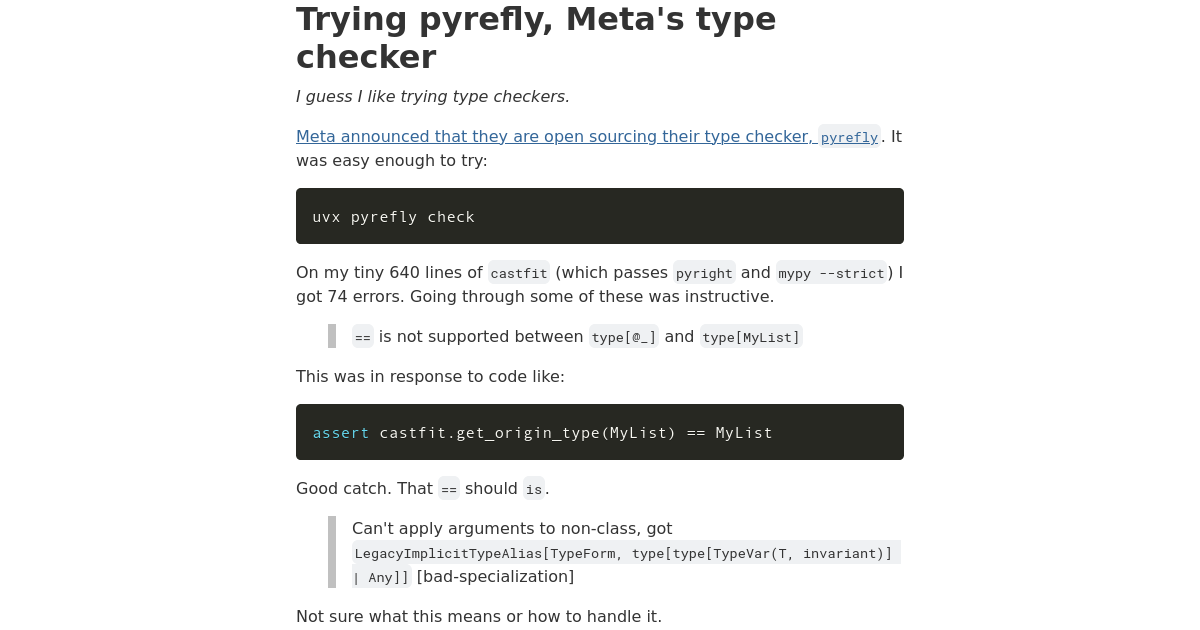 Trying pyrefly, Meta's type
checker
I guess I like trying type checkers.
Meta announced that they are open sourcing their type checker, pyrefly. It
was easy enough to try:
uvx pyrefly check
On my tiny 640 lines of castfit (which passes pyright and mypy --strict) I
got 74 errors. Going through some of these was instructive.
== is not supported between type[@_] and type[MyList]
This was in response to code like:
assert castfit.get_origin_type(MyList) == MyList
Good catch. That == should is.
Can't apply arguments to non-class, got
LegacyImplicitTypeAlias[TypeForm, type[type[TypeVar(T, invariant)]
| Any]] [bad-specialization]
Not sure what this means or how to handle it.